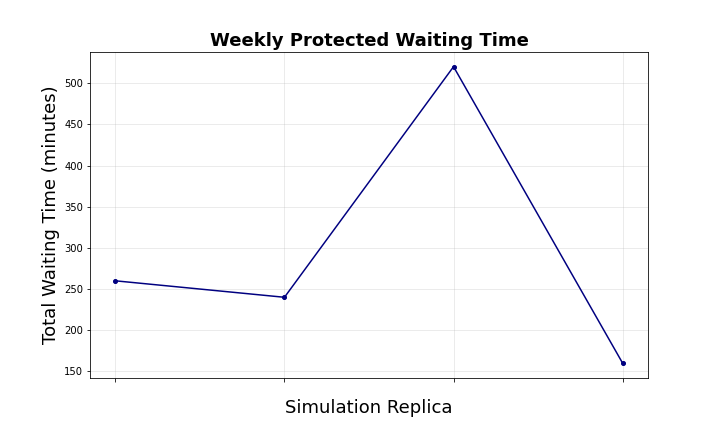 Weekly Protected Waiting Time
Total Waiting Time (minutes)
500
450
400
350
300
250
200
150
Simulation Replica